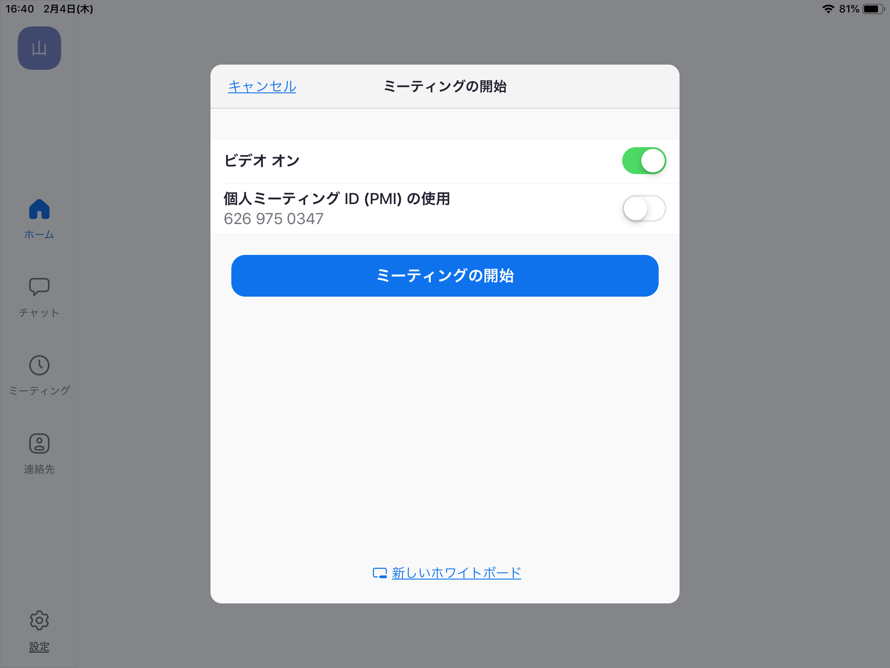 16:40 2月4日(木)
81%
山
ホーム
チャット
ミーティング
連絡先
設定
キャンセル
ミーティングの開始
ビデオ オン
個人ミーティング ID (PMI) の使用
626 975 0347
ミーティングの開始
新しいホワイトボード